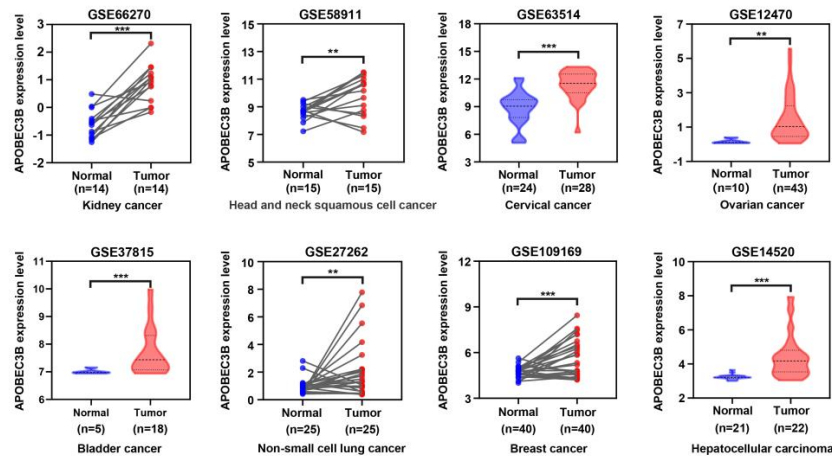 GSE66270
***
APOBEC3B expression level
3
2
1
0
-1
-2
Normal
(n=14)
Tumor
(n=14)
Kidney cancer
GSE58911
**
APOBEC3B expression level
15
13
11
9
7
5
Normal
(n=15)
Tumor
(n=15)
Head and neck squamous cell cancer
GSE63514
***
APOBEC3B expression level
18
15
12
9
6
3
Normal
(n=24)
Tumor
(n=28)
Cervical cancer
GSE12470
**
APOBEC3B expression level
7
5
3
1
-1
Normal
(n=10)
Tumor
(n=43)
Ovarian cancer
GSE37815
***
APOBEC3B expression level
11
10
9
8
7
6
Normal
(n=5)
Tumor
(n=18)
Bladder cancer
GSE27262
**
APOBEC3B expression level
10
8
6
4
2
0
Normal
(n=25)
Tumor
(n=25)
Non-small cell lung cancer
GSE109169
***
APOBEC3B expression level
12
9
6
3
Normal
(n=40)
Tumor
(n=40)
Breast cancer
GSE14520
***
APOBEC3B expression level
10
8
6
4
2
Normal
(n=21)
Tumor
(n=22)
Hepatocellular carcinoma